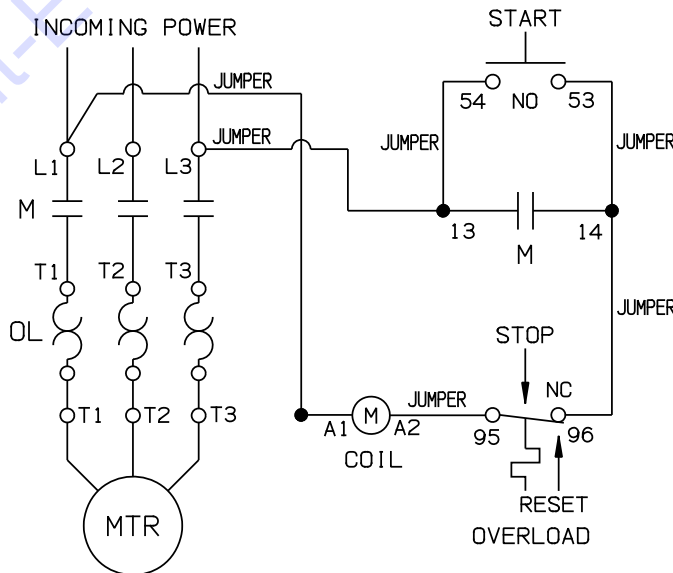 INCOMING POWER
START
JUMPER
54 NO 53
JUMPER
JUMPER
JUMPER
L1 L2 L3
M
13 14
M
T1 T2 T3
JUMPER
OL
STOP
NC
JUMPER
T1 T2 T3
A1 M A2
95 96
COIL
RESET
MTR
OVERLOAD